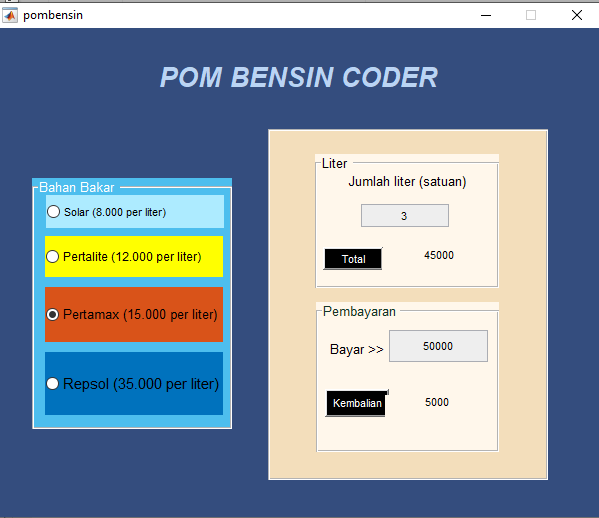 pombensin
POM BENSIN CODER
Bahan Bakar
Solar (8.000 per liter)
Pertalite (12.000 per liter)
Pertamax (15.000 per liter)
Repsol (35.000 per liter)
Liter
Jumlah liter (satuan)
3
Total 45000
Pembayaran
Bayar >> 50000
Kembalian 5000